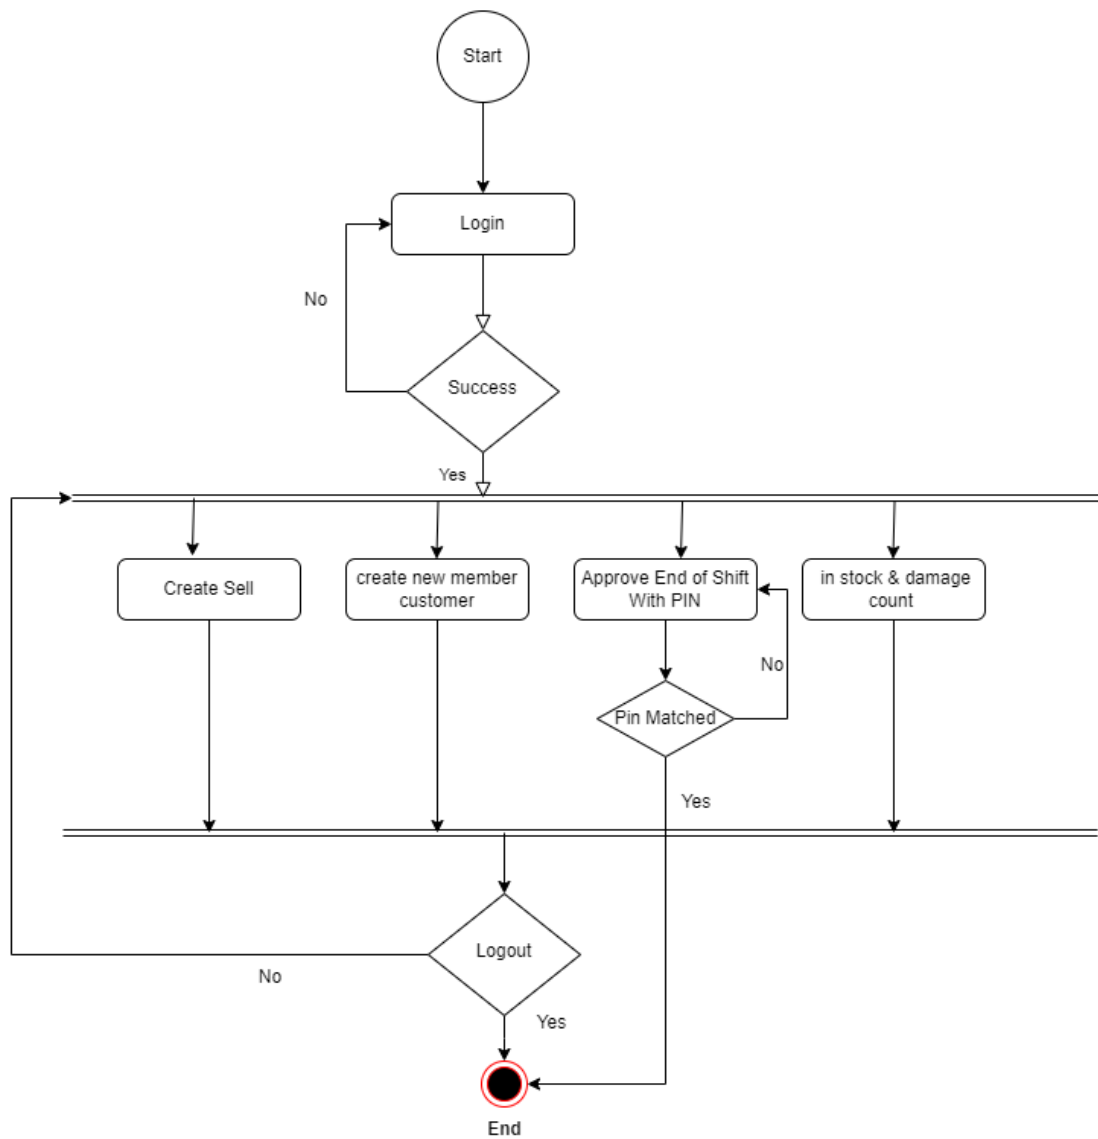 Start
Login
No
Success
Yes
Create Sell
create new member
customer
Approve End of Shift
With PIN
in stock & damage
count
No
Pin Matched
Yes
Logout
No
Yes
End